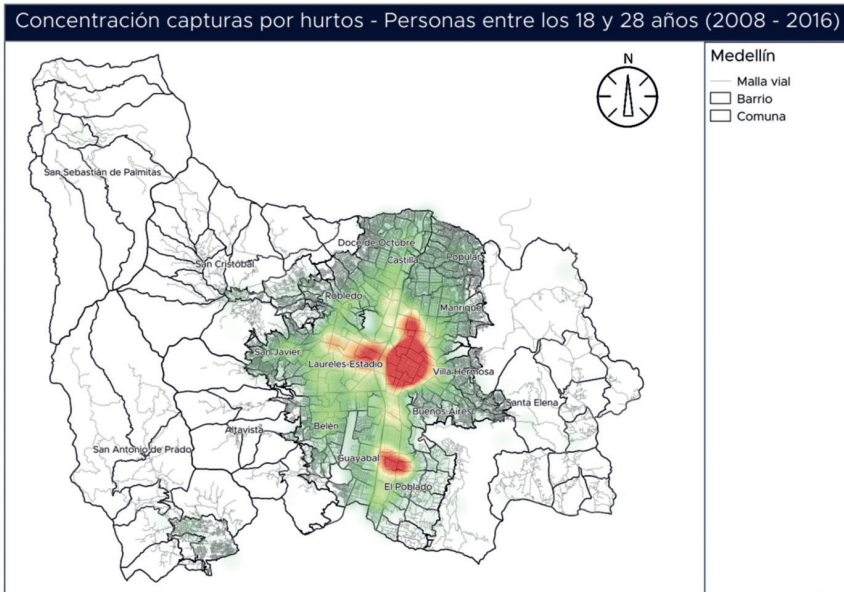 Concentración capturas por hurtos - Personas entre los 18 y 28 años (2008 - 2016)
Medellín
Malla vial
Barrio
Comuna
N
San Sebastián de Palmitas
Doce de Octubre
Castilla
Popular
San Cristóbal
Robledo
Manrique
San Javier
Laureles-Estadio
Villa Hermosa
Santa Elena
Buenos Aires
Belén
Altavista
San Antonio de Prado
Guayabal
El Poblado